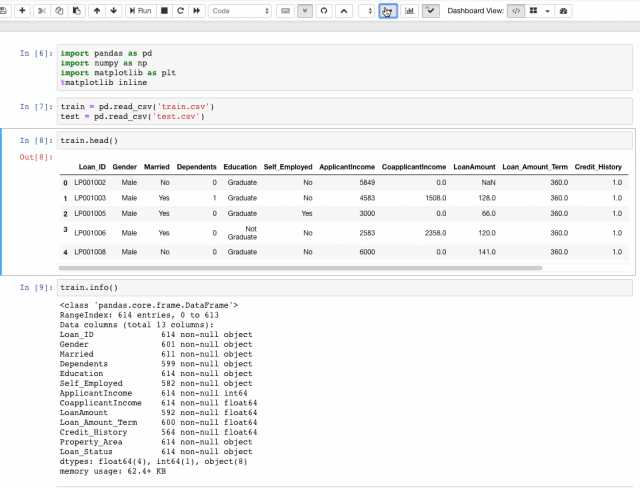 Run Code Dashboard View:
In [6]: import pandas as pd
import numpy as np
import matplotlib as plt
%matplotlib inline
In [7]: train = pd.read_csv('train.csv')
test = pd.read_csv('test.csv')
In [8]: train.head()
Out[8]:
Loan_ID Gender Married Dependents Education Self_Employed ApplicantIncome CoapplicantIncome LoanAmount Loan_Amount_Term Credit_History
0 LP001002 Male No 0 Graduate No 5849 0.0 NaN 360.0 1.0
1 LP001003 Male Yes 1 Graduate No 4583 1508.0 128.0 360.0 1.0
2 LP001005 Male Yes 0 Graduate Yes 3000 0.0 66.0 360.0 1.0
3 LP001006 Male Yes 0 Not Graduate No 2583 2358.0 120.0 360.0 1.0
4 LP001008 Male No 0 Graduate No 6000 0.0 141.0 360.0 1.0
In [9]: train.info()
<class 'pandas.core.frame.DataFrame'>
RangeIndex: 614 entries, 0 to 613
Data columns (total 13 columns):
Loan_ID 614 non-null object
Gender 601 non-null object
Married 611 non-null object
Dependents 599 non-null object
Education 614 non-null object
Self_Employed 582 non-null object
ApplicantIncome 614 non-null int64
CoapplicantIncome 614 non-null float64
LoanAmount 592 non-null float64
Loan_Amount_Term 600 non-null float64
Credit_History 564 non-null float64
Property_Area 614 non-null object
Loan_Status 614 non-null object
dtypes: float64(4), int64(1), object(8)
memory usage: 62.4+ KB